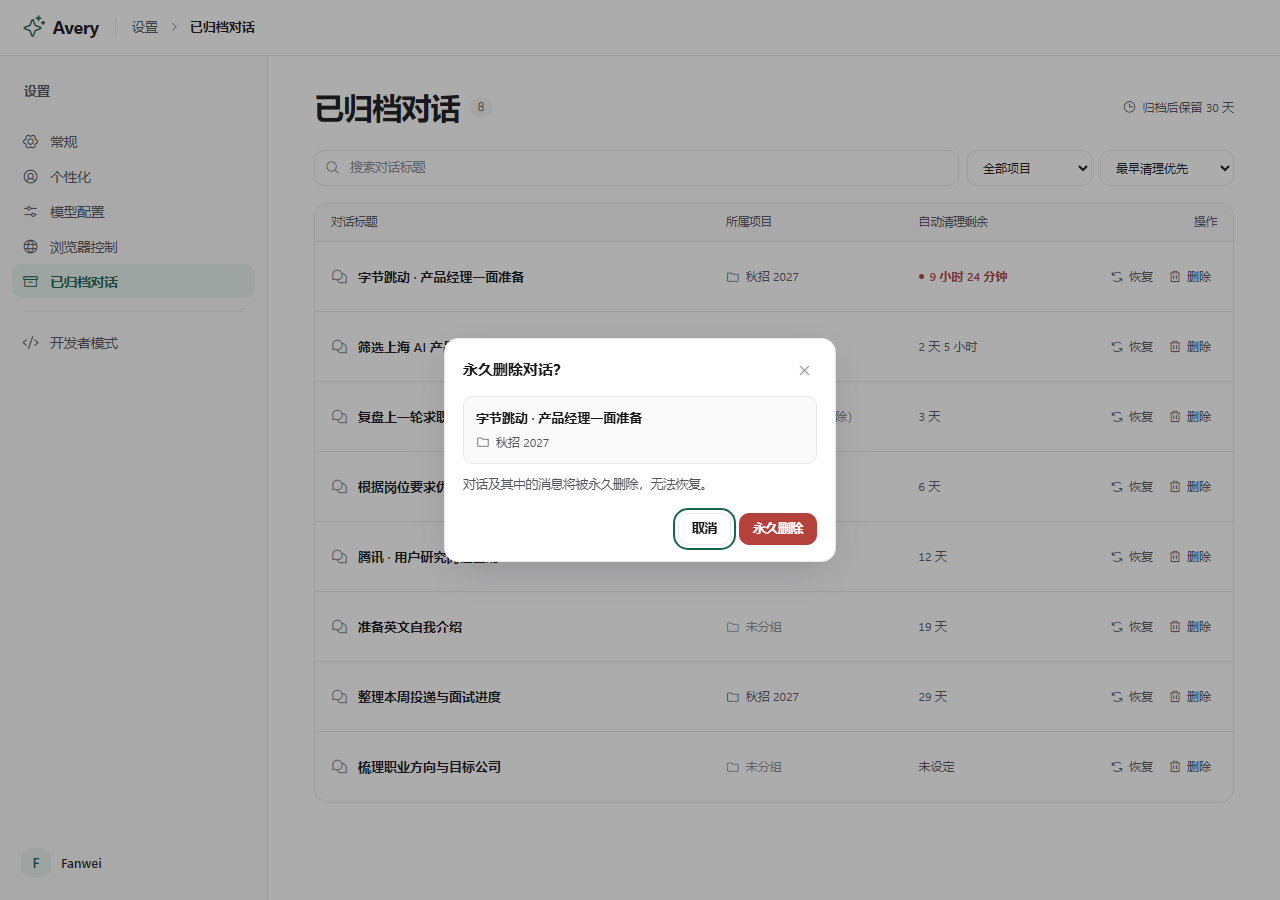 Avery
设置
已归档对话
设置
常规
个性化
模型配置
浏览器控制
已归档对话
开发者模式
Fanwei
F
已归档对话 8
归档后保留 30 天
搜索对话标题
全部项目
最早清理优先
对话标题 所属项目 自动清理剩余 操作
字节跳动 · 产品经理一面准备 秋招 2027 9 小时 24 分钟 恢复 删除
筛选上海 AI 2 天 5 小时 恢复 删除
复盘上一轮求 除） 3 天 恢复 删除
根据岗位要求 6 天 恢复 删除
腾讯 · 用户研究 12 天 恢复 删除
准备英文自我介绍 未分组 19 天 恢复 删除
整理本周投递与面试进度 秋招 2027 29 天 恢复 删除
梳理职业方向与目标公司 未分组 未设定 恢复 删除
永久删除对话?
字节跳动 · 产品经理一面准备
秋招 2027
对话及其中的消息将被永久删除，无法恢复。
取消 永久删除